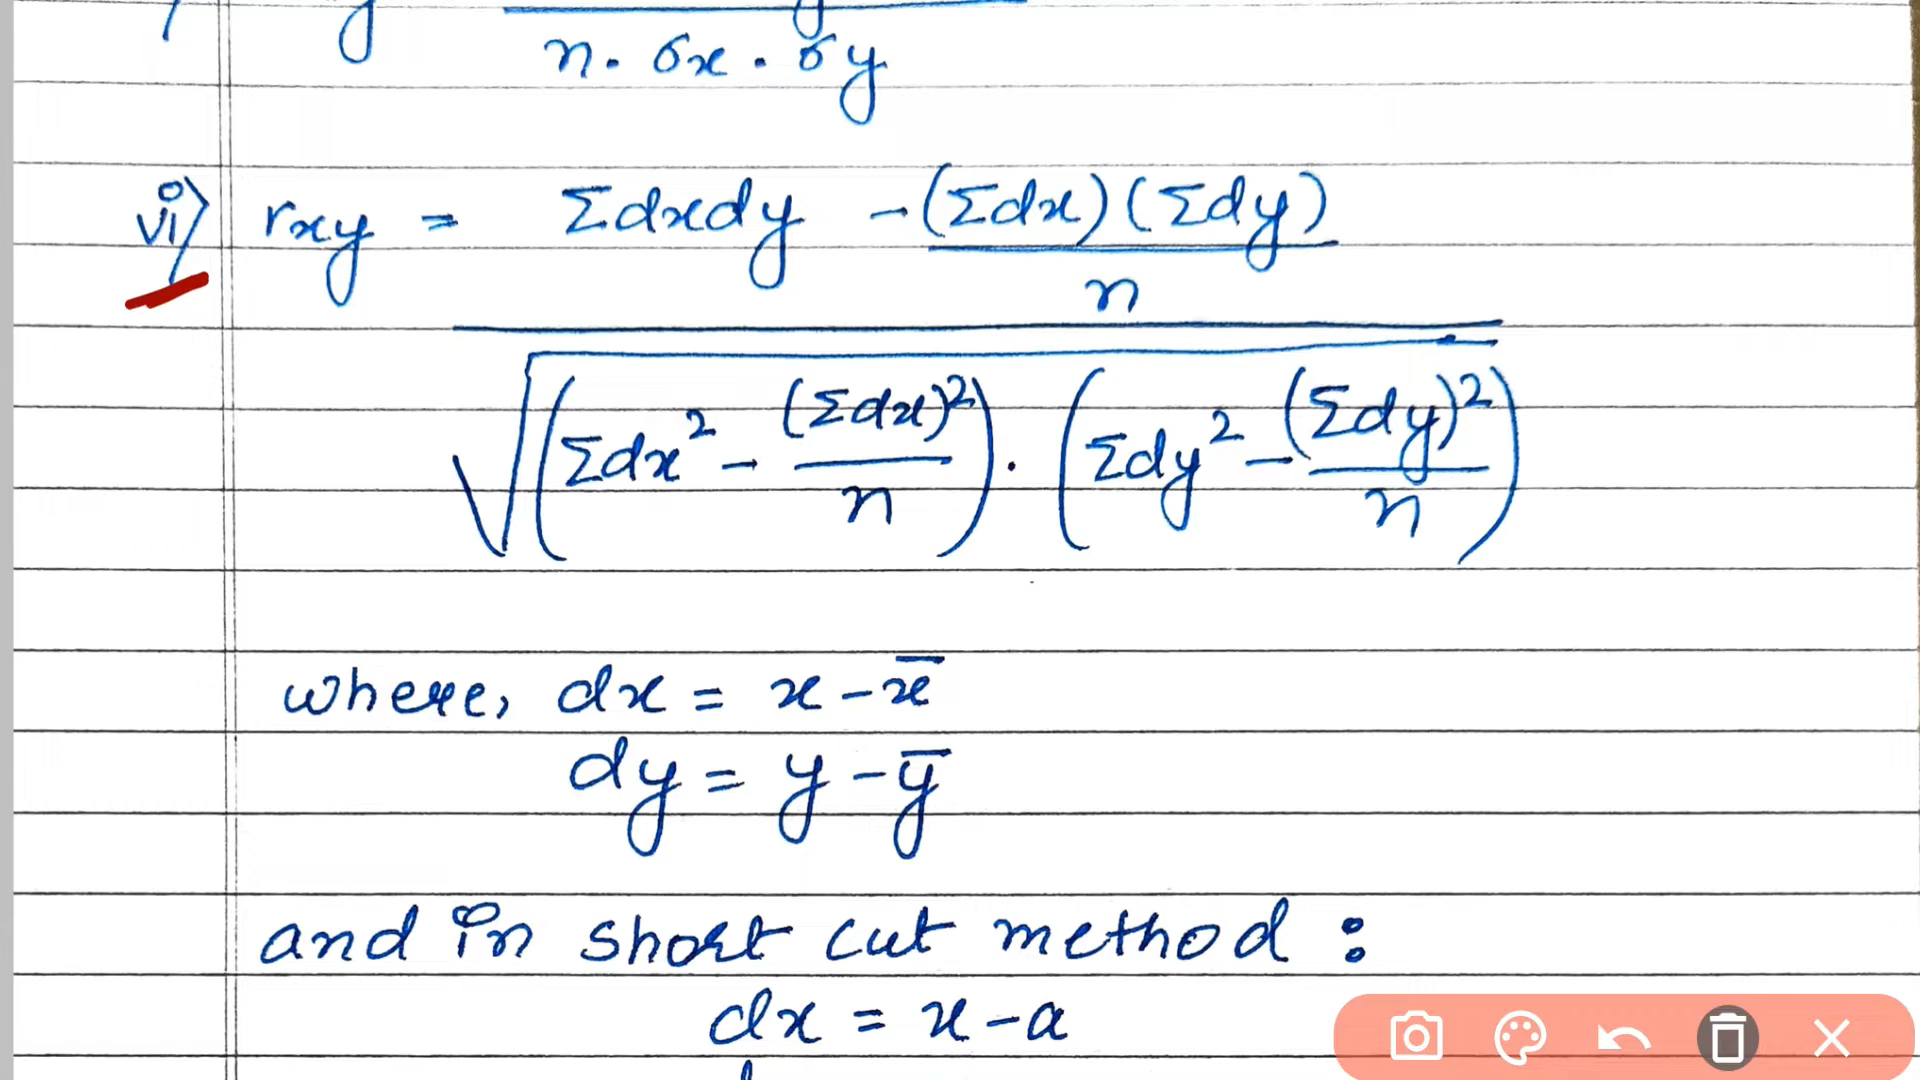 n. σx. σy
vi) rxy = Σdxdy - (Σdx)(Σdy)
n
√(Σdx² - (Σdx)²/n) . (Σdy² - (Σdy)²/n)
where, dx = x - x̅
dy = y - y̅
and in short cut method :
dx = x - a